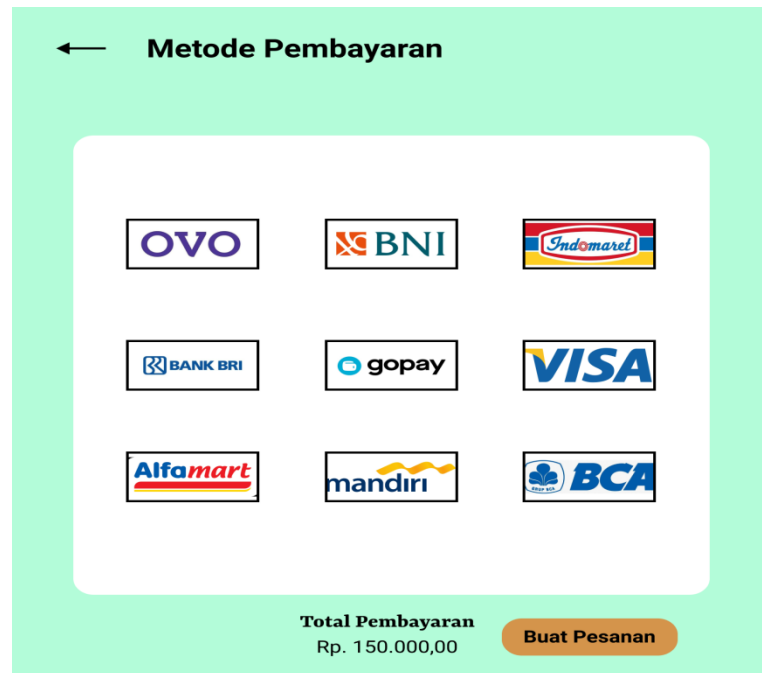 Metode Pembayaran
OVO
BNI
Indomaret
BANK BRI
gopay
VISA
Alfamart
mandiri
BCA
Total Pembayaran
Rp. 150.000,00
Buat Pesanan